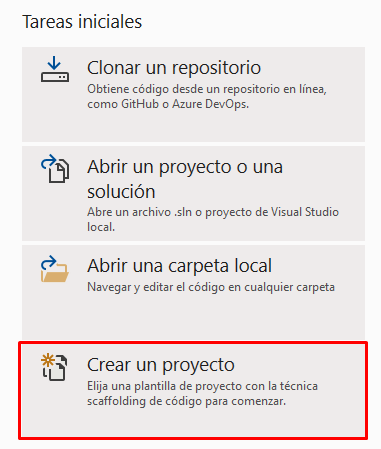 Tareas iniciales
Clonar un repositorio
Obtiene código desde un repositorio en línea,
como GitHub o Azure DevOps.
Abrir un proyecto o una
solución
Abre un archivo .sln o proyecto de Visual Studio
local.
Abrir una carpeta local
Navegar y editar el código en cualquier carpeta
Crear un proyecto
Elija una plantilla de proyecto con la técnica
scaffolding de código para comenzar.